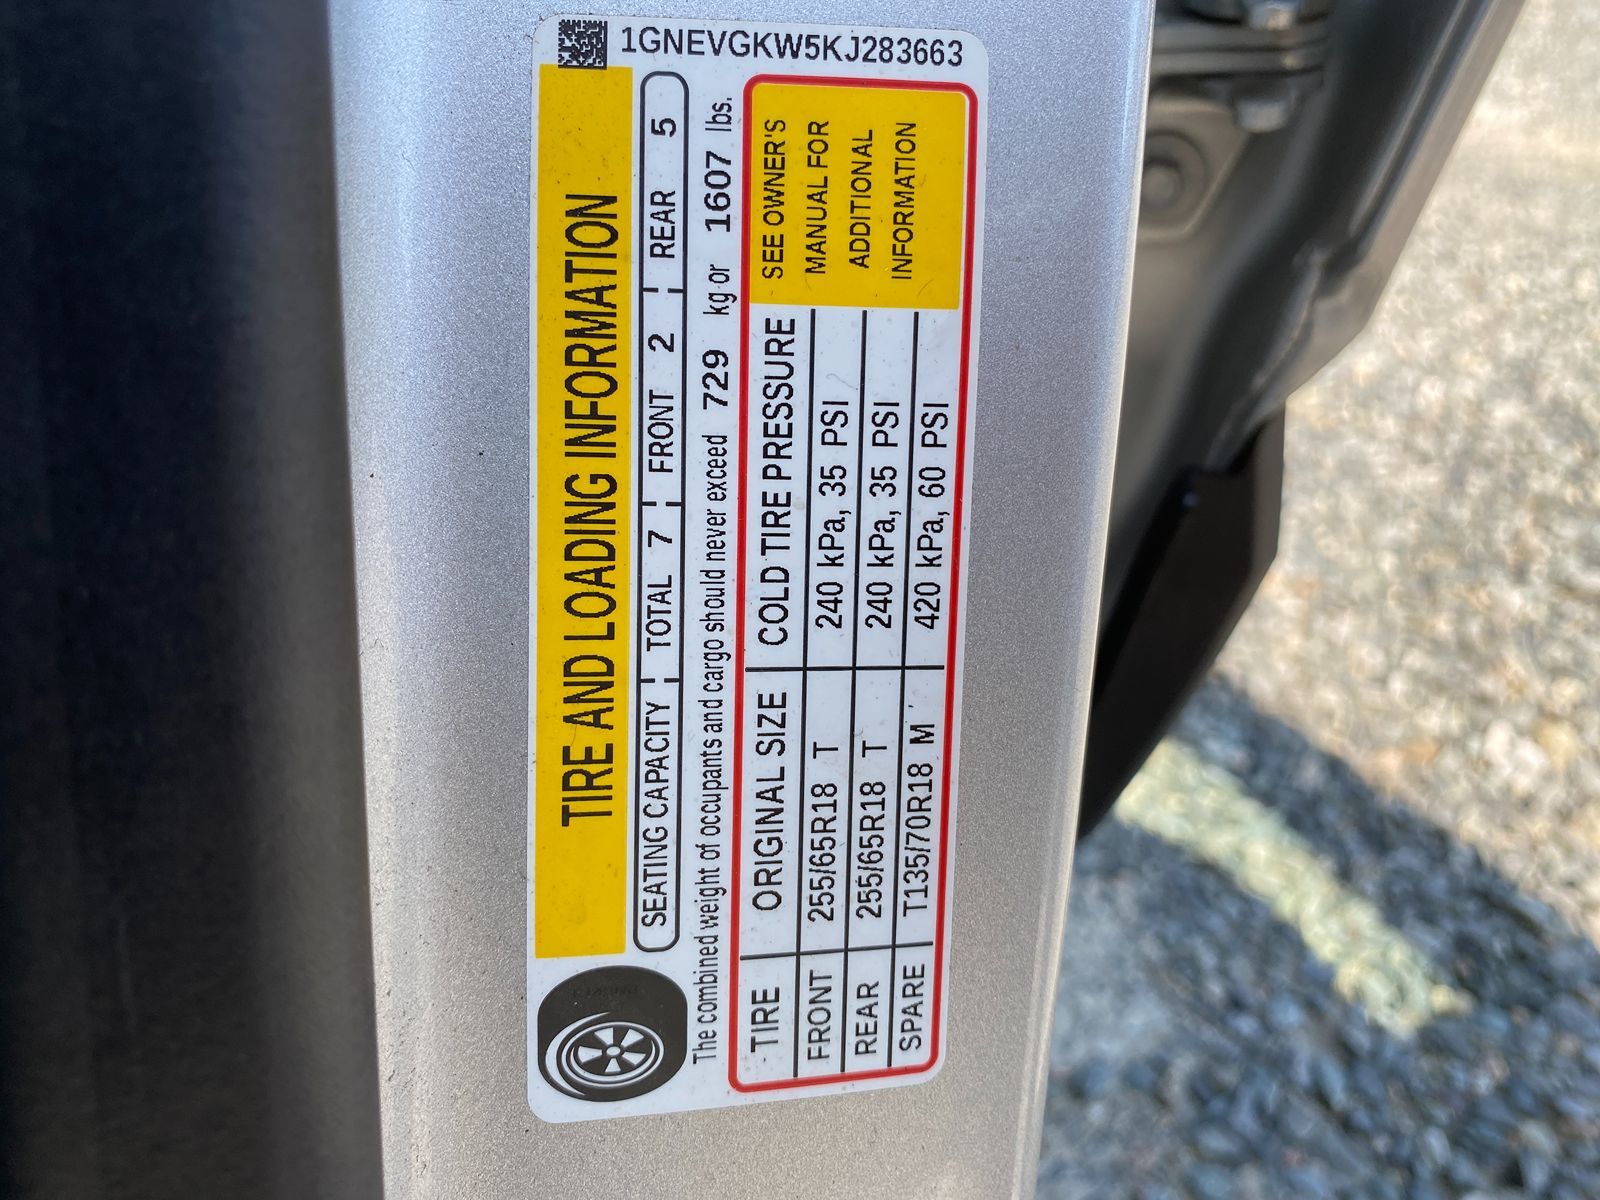 1GNEVGKW5KJ283663
TIRE AND LOADING INFORMATION
SEATING CAPACITY TOTAL 7 FRONT 2 REAR 5
The combined weight of occupants and cargo should never exceed 729 kg or 1607 lbs.
TIRE ORIGINAL SIZE COLD TIRE PRESSURE
FRONT 255/65R18 T 240 kPa, 35 PSI
REAR 255/65R18 T 240 kPa, 35 PSI
SPARE T135/70R18 M 420 kPa, 60 PSI
SEE OWNER'S
MANUAL FOR
ADDITIONAL
INFORMATION